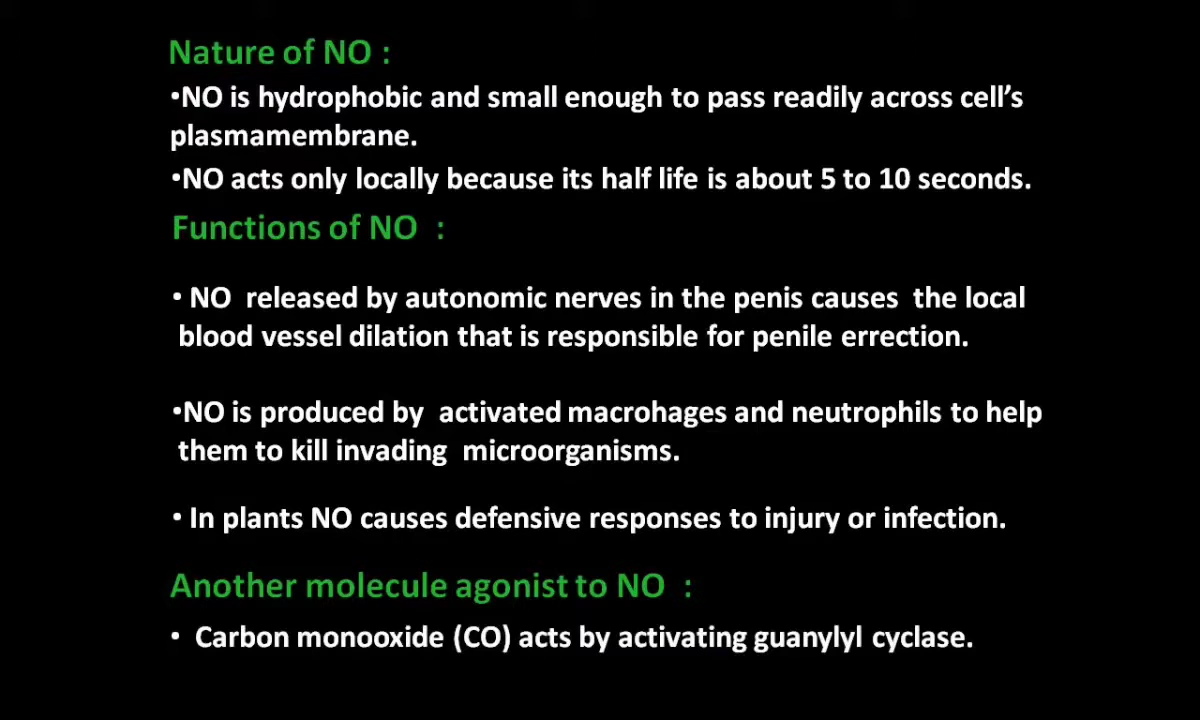 Nature of NO :
•NO is hydrophobic and small enough to pass readily across cell’s
plasmamembrane.
•NO acts only locally because its half life is about 5 to 10 seconds.
Functions of NO :
• NO released by autonomic nerves in the penis causes the local
blood vessel dilation that is responsible for penile errection.
•NO is produced by activated macrohages and neutrophils to help
them to kill invading microorganisms.
• In plants NO causes defensive responses to injury or infection.
Another molecule agonist to NO :
• Carbon monooxide (CO) acts by activating guanylyl cyclase.